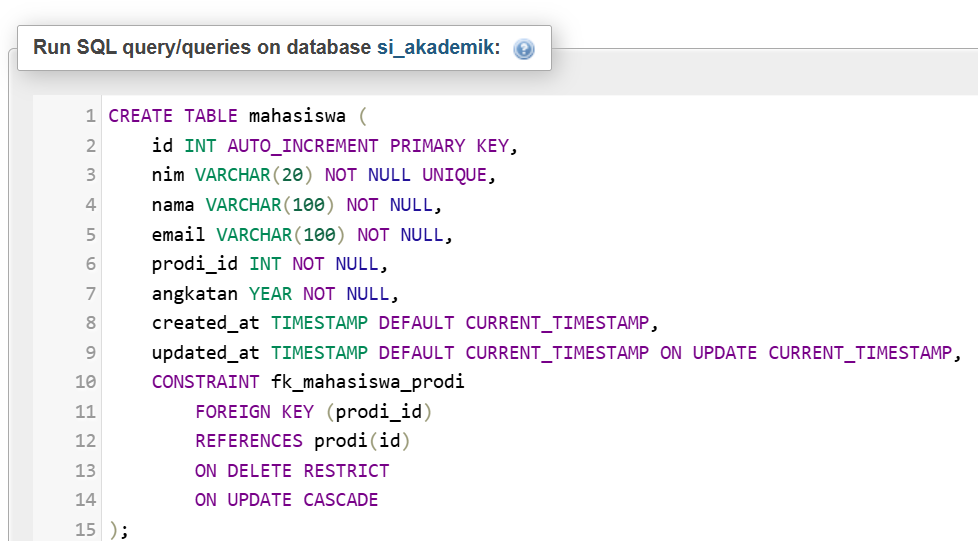 Run SQL query/queries on database si_akademik:
1 CREATE TABLE mahasiswa (
2 id INT AUTO_INCREMENT PRIMARY KEY,
3 nim VARCHAR(20) NOT NULL UNIQUE,
4 nama VARCHAR(100) NOT NULL,
5 email VARCHAR(100) NOT NULL,
6 prodi_id INT NOT NULL,
7 angkatan YEAR NOT NULL,
8 created_at TIMESTAMP DEFAULT CURRENT_TIMESTAMP,
9 updated_at TIMESTAMP DEFAULT CURRENT_TIMESTAMP ON UPDATE CURRENT_TIMESTAMP,
10 CONSTRAINT fk_mahasiswa_prodi
11 FOREIGN KEY (prodi_id)
12 REFERENCES prodi(id)
13 ON DELETE RESTRICT
14 ON UPDATE CASCADE
15 );